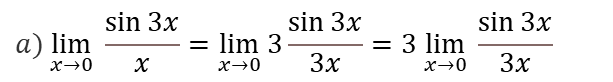 a) lim x→0 sin 3x / x = lim x→0 3 sin 3x / 3x = 3 lim x→0 sin 3x / 3x